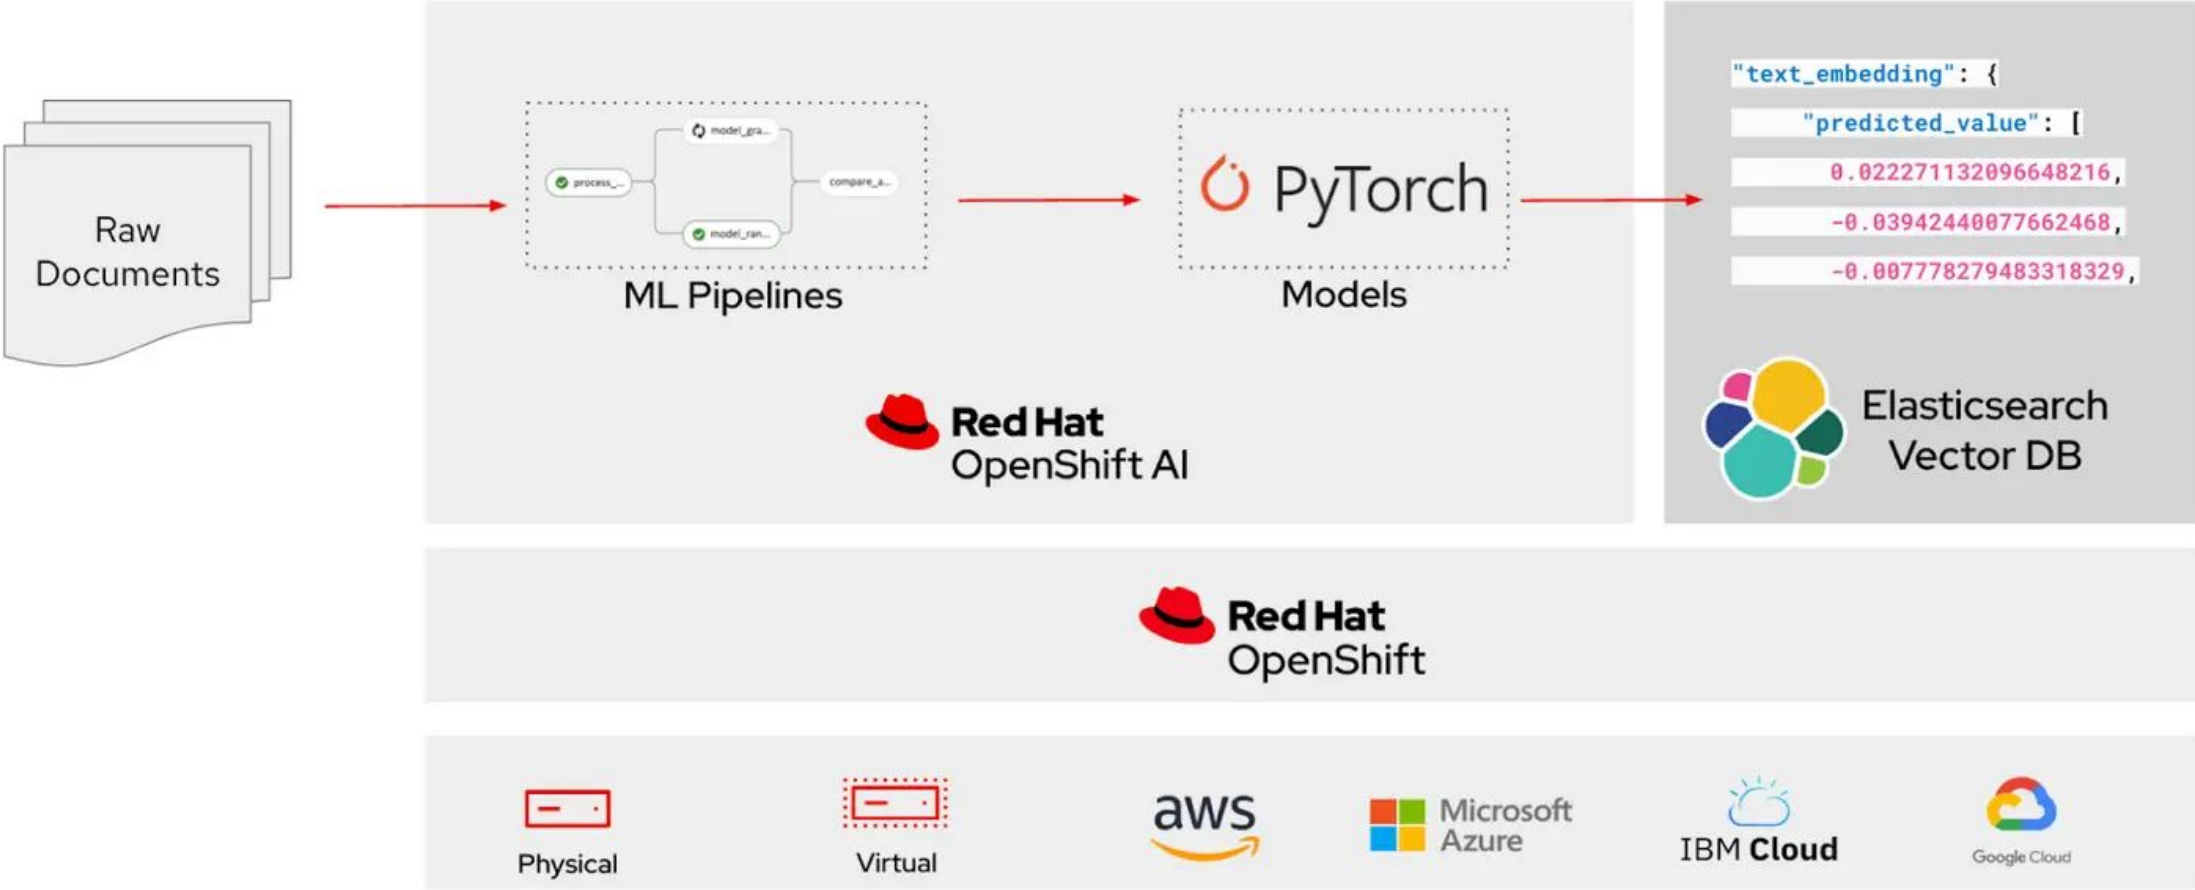 Raw
Documents
process_...
model_gra...
model_ran...
compare_a...
ML Pipelines
PyTorch
Models
Red Hat
OpenShift AI
"text_embedding": {
"predicted_value": [
0.022271132096648216,
-0.03942440077662468,
-0.007778279483318329,
Elasticsearch
Vector DB
Red Hat
OpenShift
Physical
Virtual
aws
Microsoft
Azure
IBM Cloud
Google Cloud